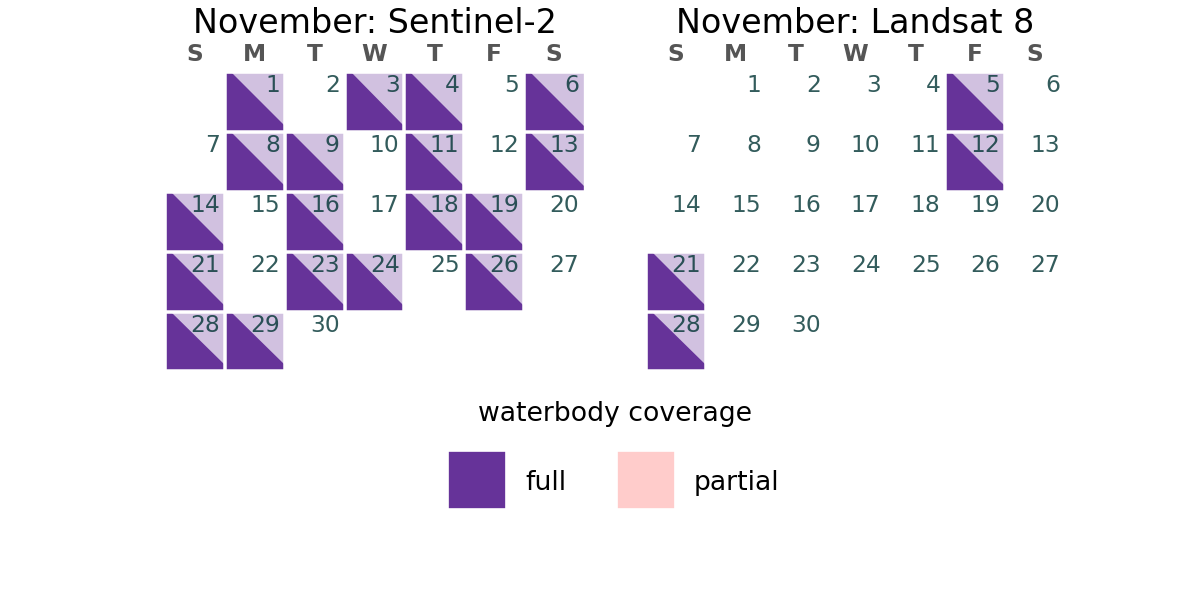 November: Sentinel-2
S M T W T F S
1 2 3 4 5 6
7 8 9 10 11 12 13
14 15 16 17 18 19 20
21 22 23 24 25 26 27
28 29 30
November: Landsat 8
S M T W T F S
1 2 3 4 5 6
7 8 9 10 11 12 13
14 15 16 17 18 19 20
21 22 23 24 25 26 27
28 29 30
waterbody coverage
full partial